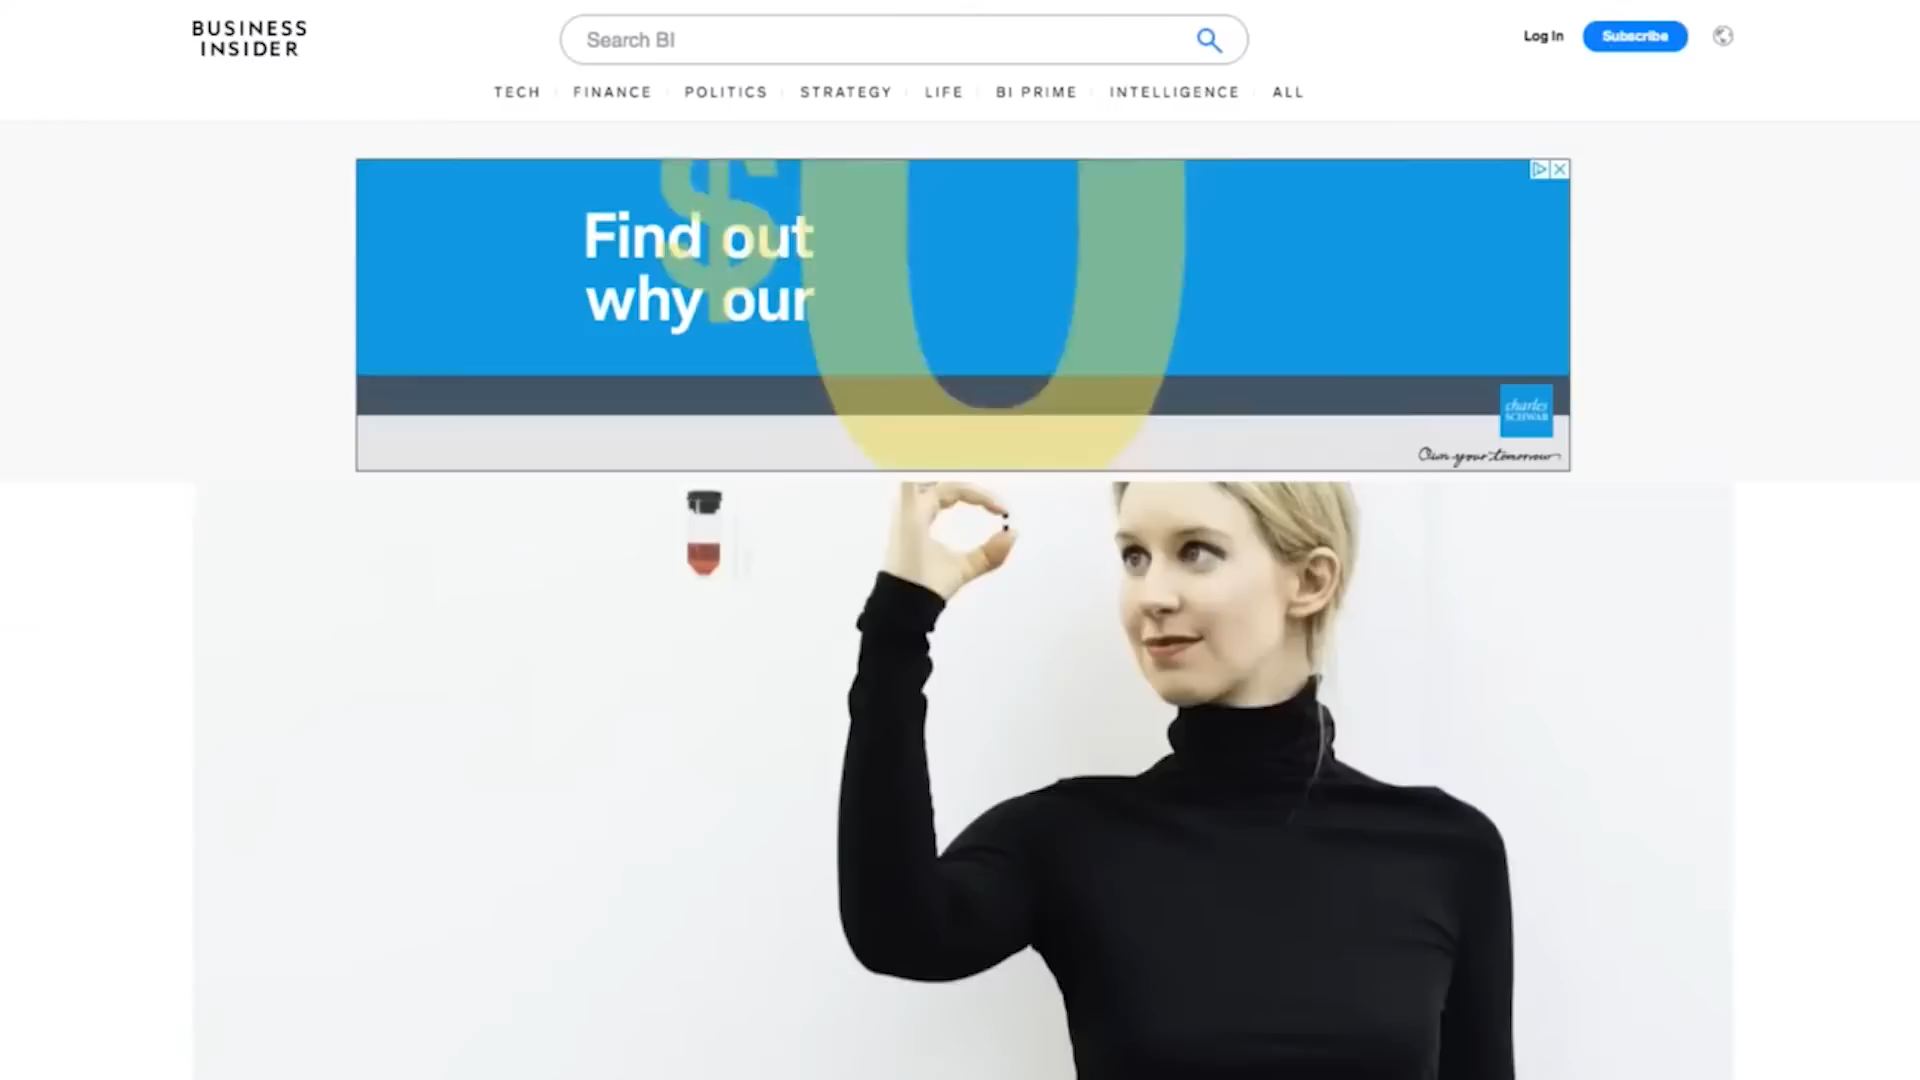 BUSINESS
INSIDER
Search BI
Log In
Subscribe
TECH
FINANCE
POLITICS
STRATEGY
LIFE
BI PRIME
INTELLIGENCE
ALL
$0
Find out
why our
charles
SCHWAB
Own your tomorrow